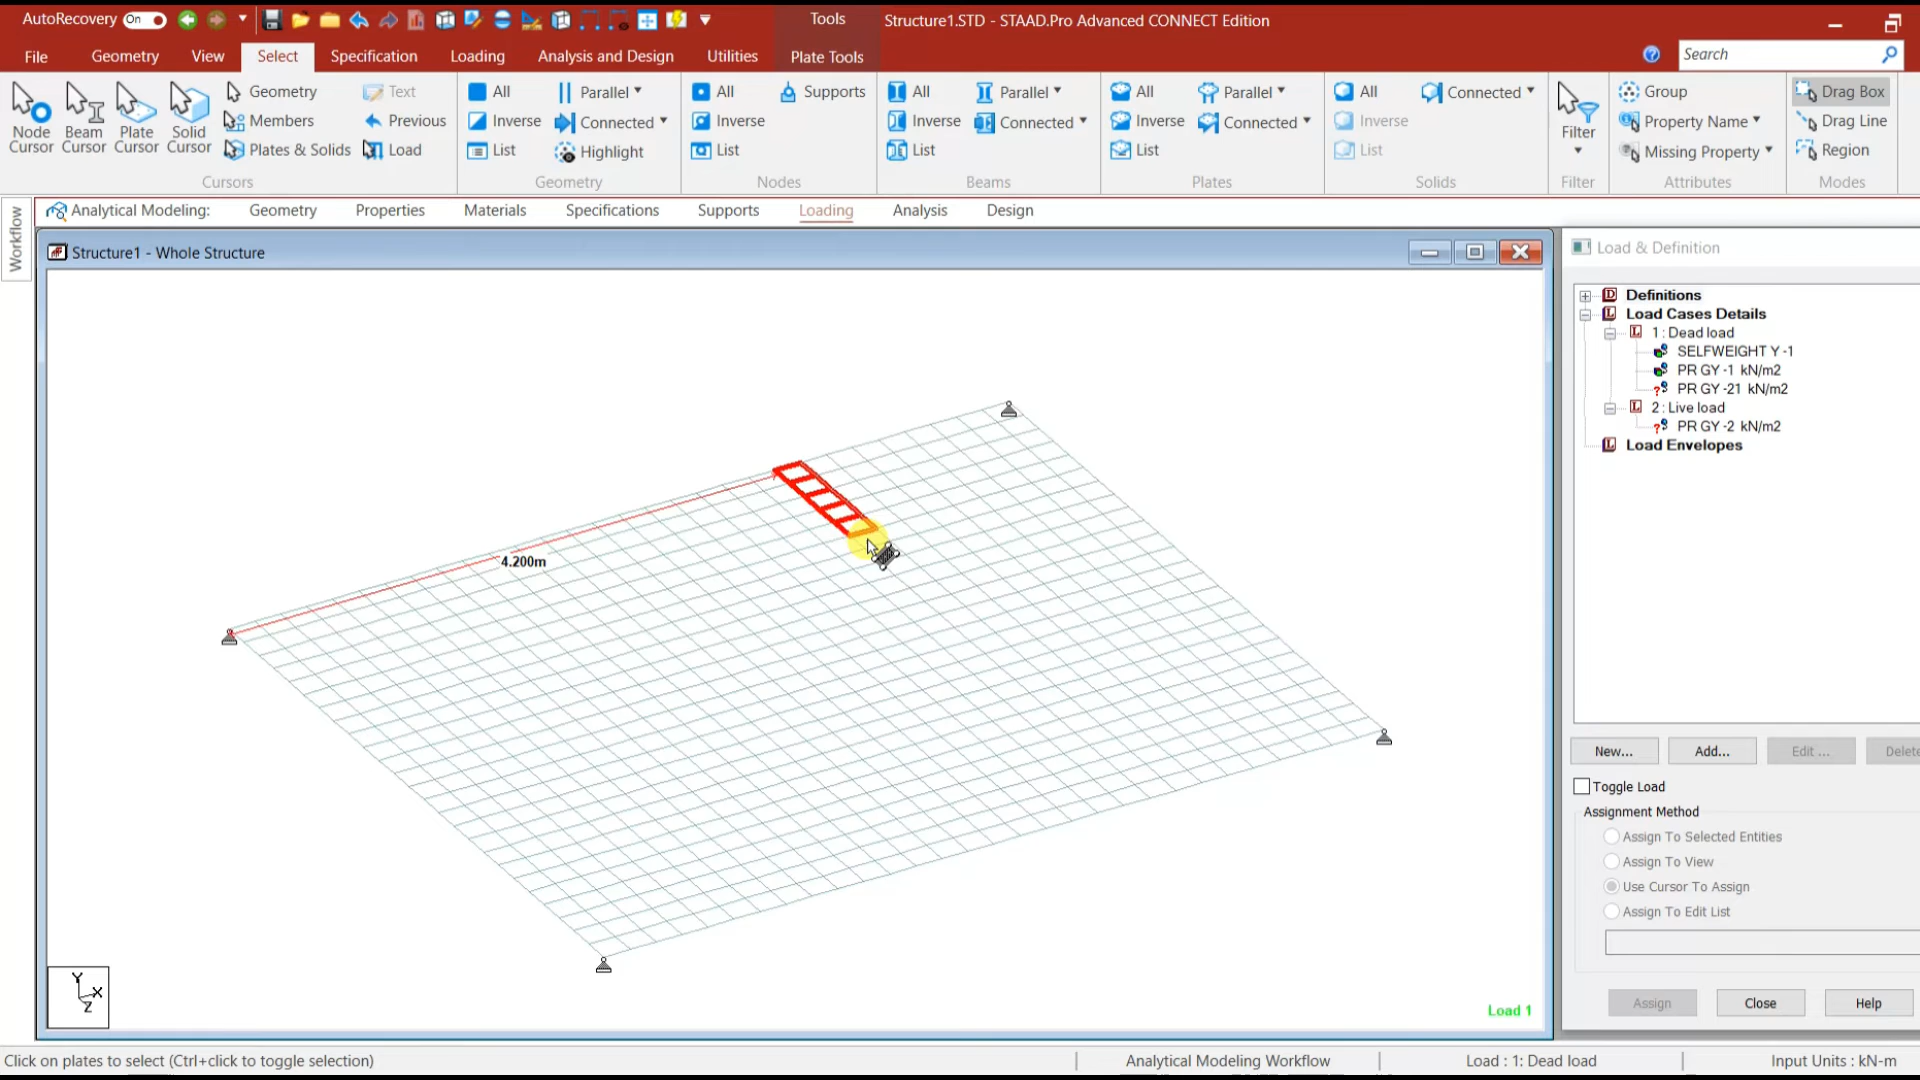 AutoRecovery On
Tools
Structure1.STD - STAAD.Pro Advanced CONNECT Edition
File
Geometry
View
Select
Specification
Loading
Analysis and Design
Utilities
Plate Tools
Search
Node Cursor
Beam Cursor
Plate Cursor
Solid Cursor
Geometry
Members
Plates & Solids
Text
Previous
Load
Cursors
All
Inverse
List
Parallel
Connected
Highlight
Geometry
All
Inverse
List
Supports
Nodes
All
Inverse
List
Parallel
Connected
Beams
All
Inverse
List
Parallel
Connected
Plates
All
Inverse
List
Connected
Solids
Filter
Filter
Group
Property Name
Missing Property
Attributes
Drag Box
Drag Line
Region
Modes
Workflow
Analytical Modeling:
Geometry
Properties
Materials
Specifications
Supports
Loading
Analysis
Design
Structure1 - Whole Structure
4.200m
Y
X
Z
Load 1
Load & Definition
D Definitions
L Load Cases Details
L 1 : Dead load
SELFWEIGHT Y -1
PR GY -1 kN/m2
PR GY -21 kN/m2
L 2 : Live load
PR GY -2 kN/m2
L Load Envelopes
New...
Add...
Edit ...
Delete
Toggle Load
Assignment Method
Assign To Selected Entities
Assign To View
Use Cursor To Assign
Assign To Edit List
Assign
Close
Help
Click on plates to select (Ctrl+click to toggle selection)
Analytical Modeling Workflow
Load : 1: Dead load
Input Units : kN-m